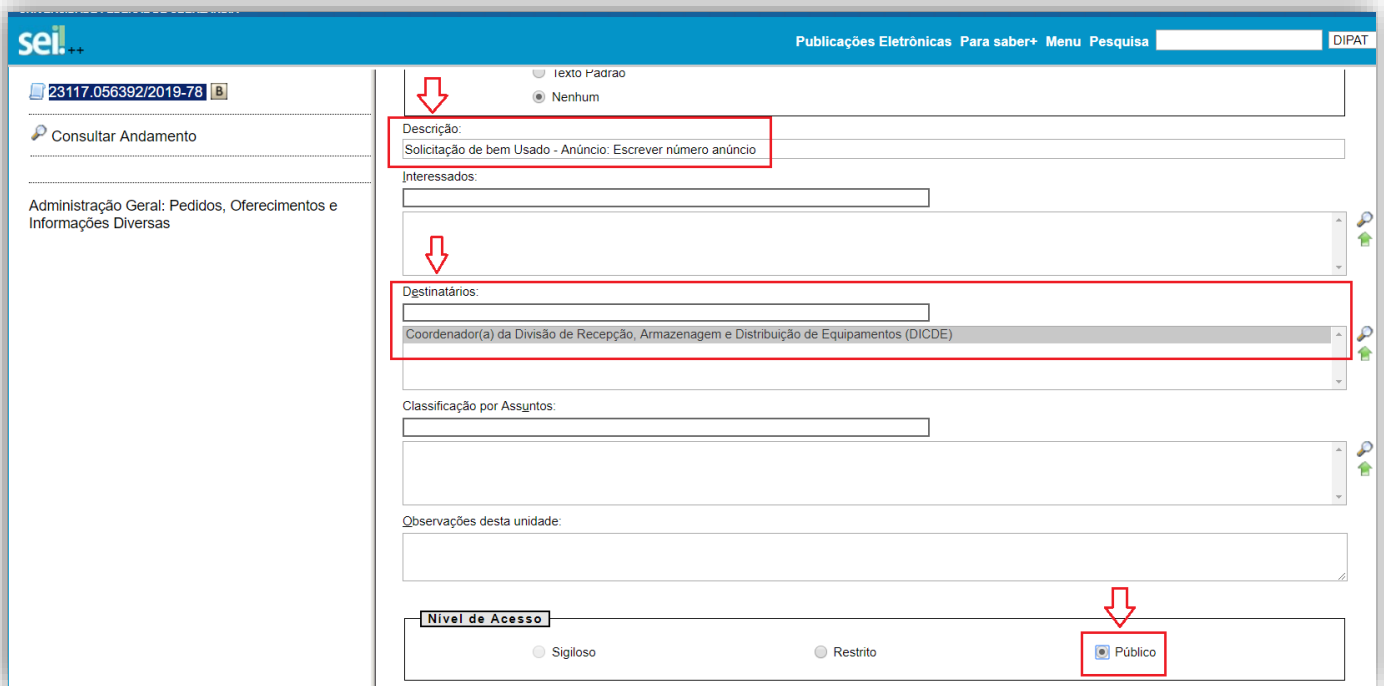 sei! ++
Publicações Eletrônicas Para saber+ Menu Pesquisa DIPAT
23117.056392/2019-78 B
Consultar Andamento
Administração Geral: Pedidos, Oferecimentos e
Informações Diversas
Texto Padrão
Nenhum
Descrição:
Solicitação de bem Usado - Anúncio: Escrever número anúncio
Interessados:
Destinatários:
Coordenador(a) da Divisão de Recepção, Armazenagem e Distribuição de Equipamentos (DICDE)
Classificação por Assuntos:
Observações desta unidade:
Nível de Acesso
Sigiloso
Restrito
Público